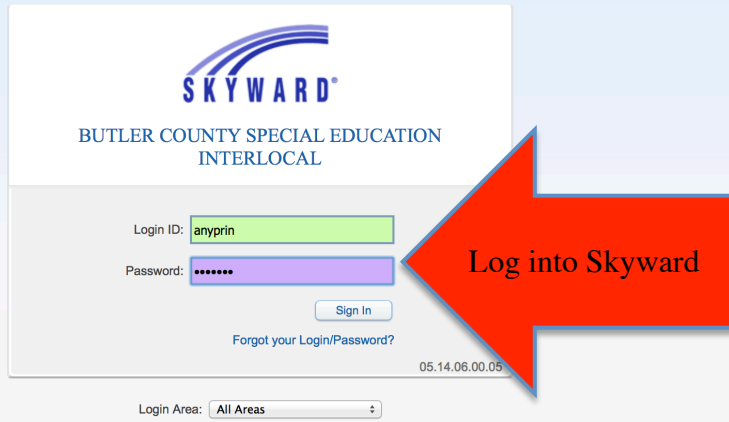 SKYWARD®
BUTLER COUNTY SPECIAL EDUCATION
INTERLOCAL
Login ID: anyprin
Password: •••••••
Log into Skyward
Sign In
Forgot your Login/Password?
05.14.06.00.05
Login Area: All Areas